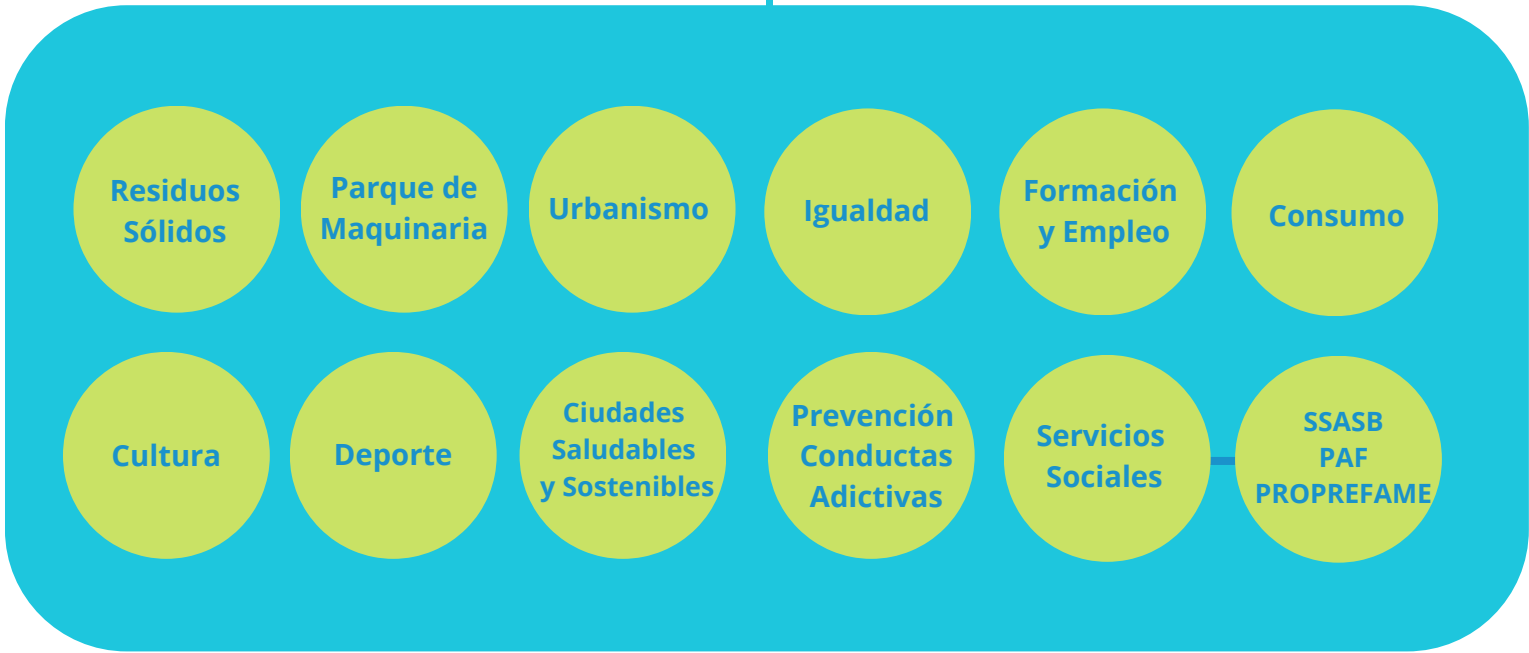 Residuos
Sólidos
Parque de
Maquinaria
Urbanismo
Igualdad
Formación
y Empleo
Consumo
Cultura
Deporte
Ciudades
Saludables
y Sostenibles
Prevención
Conductas
Adictivas
Servicios
Sociales
SSASB
PAF
PROPREFAME